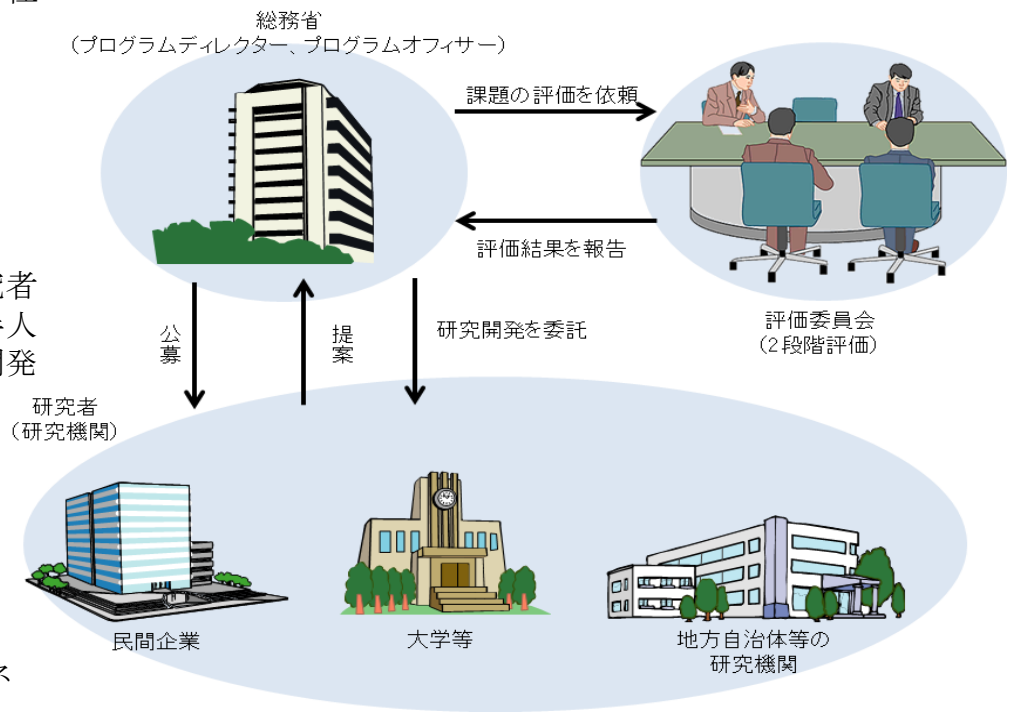 総務省
（プログラムディレクター、プログラムオフィサー）
課題の評価を依頼
評価結果を報告
評価委員会
（2段階評価）
公募
提案
研究開発を委託
者
人
発
研究者
（研究機関）
民間企業
大学等
地方自治体等の
研究機関